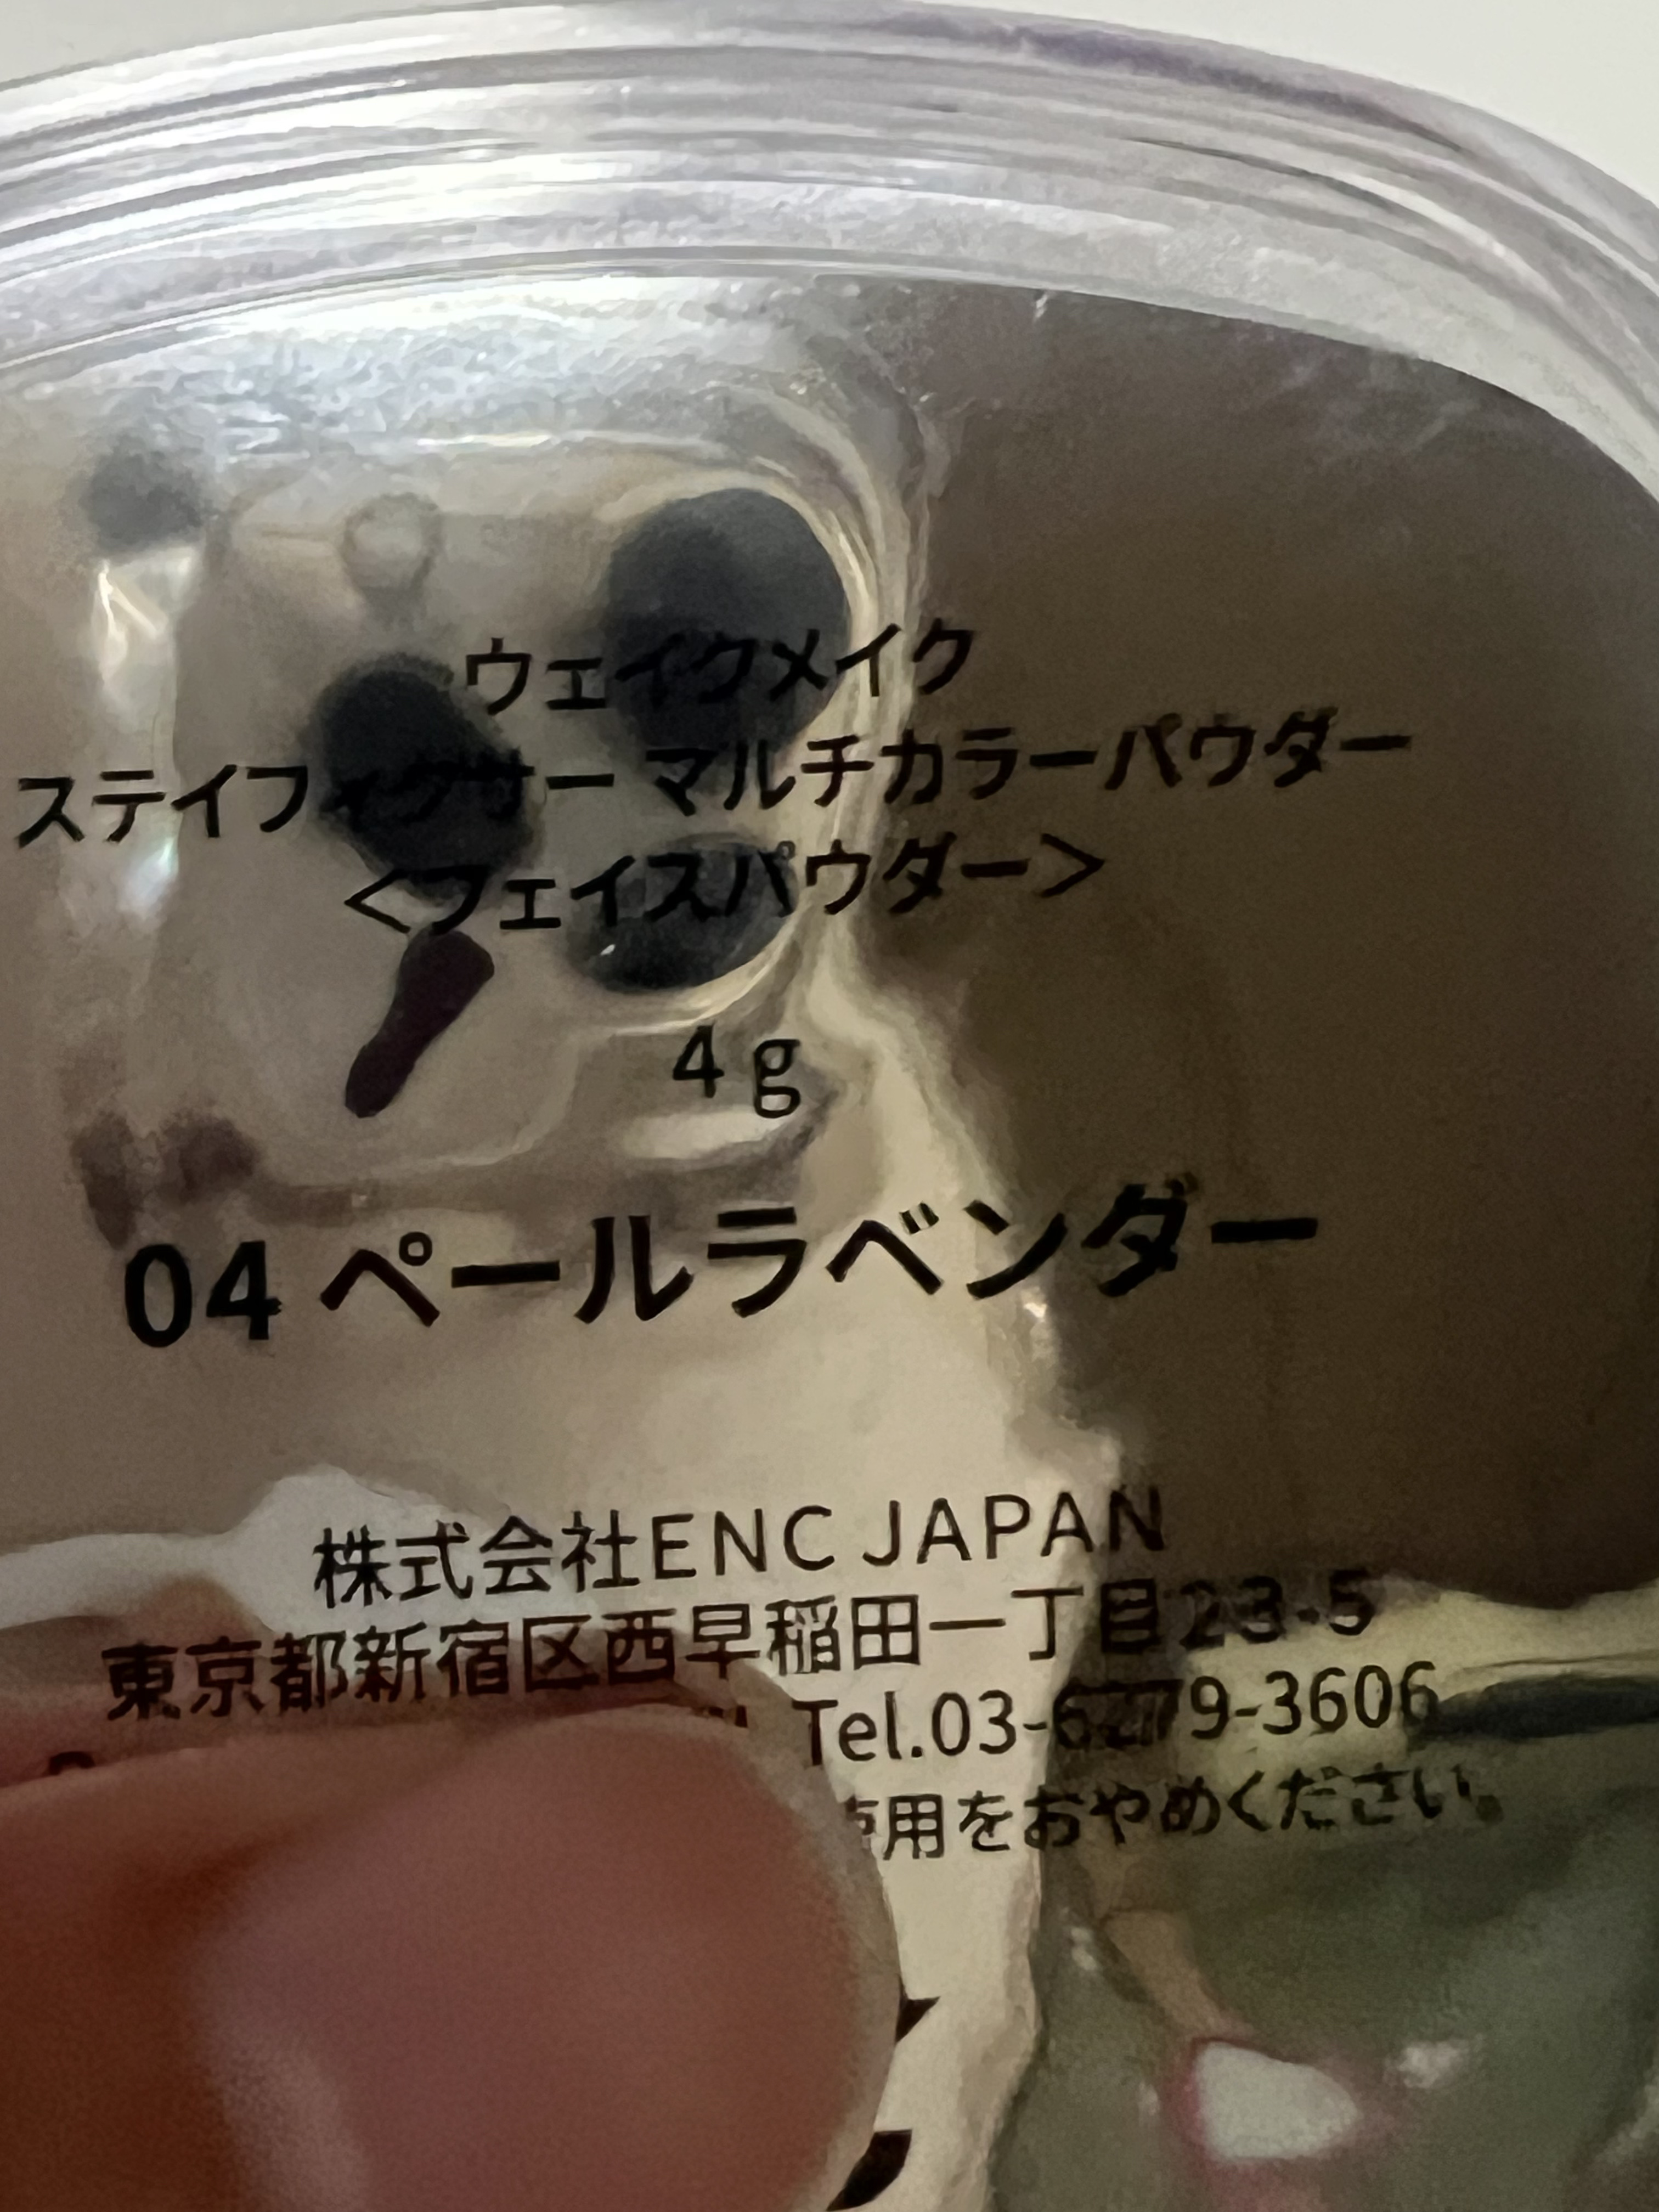 ウェイクメイク
ステイフィクサー マルチカラーパウダー
<フェイスパウダー>
4g
04 ペールラベンダー
株式会社ENC JAPAN
東京都新宿区西早稲田一丁目23-5
Tel.03-6279-3606
使用をおやめください。